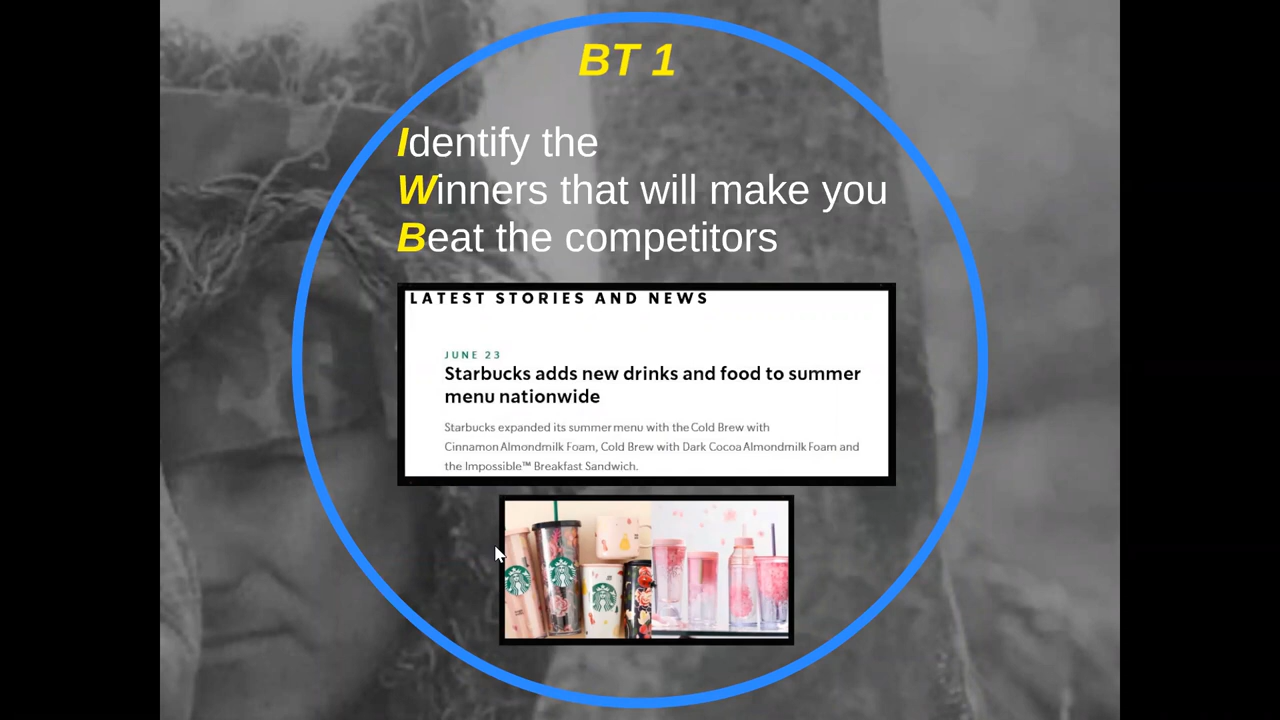 BT 1
Identify the
Winners that will make you
Beat the competitors
LATEST STORIES AND NEWS
JUNE 23
Starbucks adds new drinks and food to summer
menu nationwide
Starbucks expanded its summer menu with the Cold Brew with
Cinnamon Almondmilk Foam, Cold Brew with Dark Cocoa Almondmilk Foam and
the Impossible™ Breakfast Sandwich.